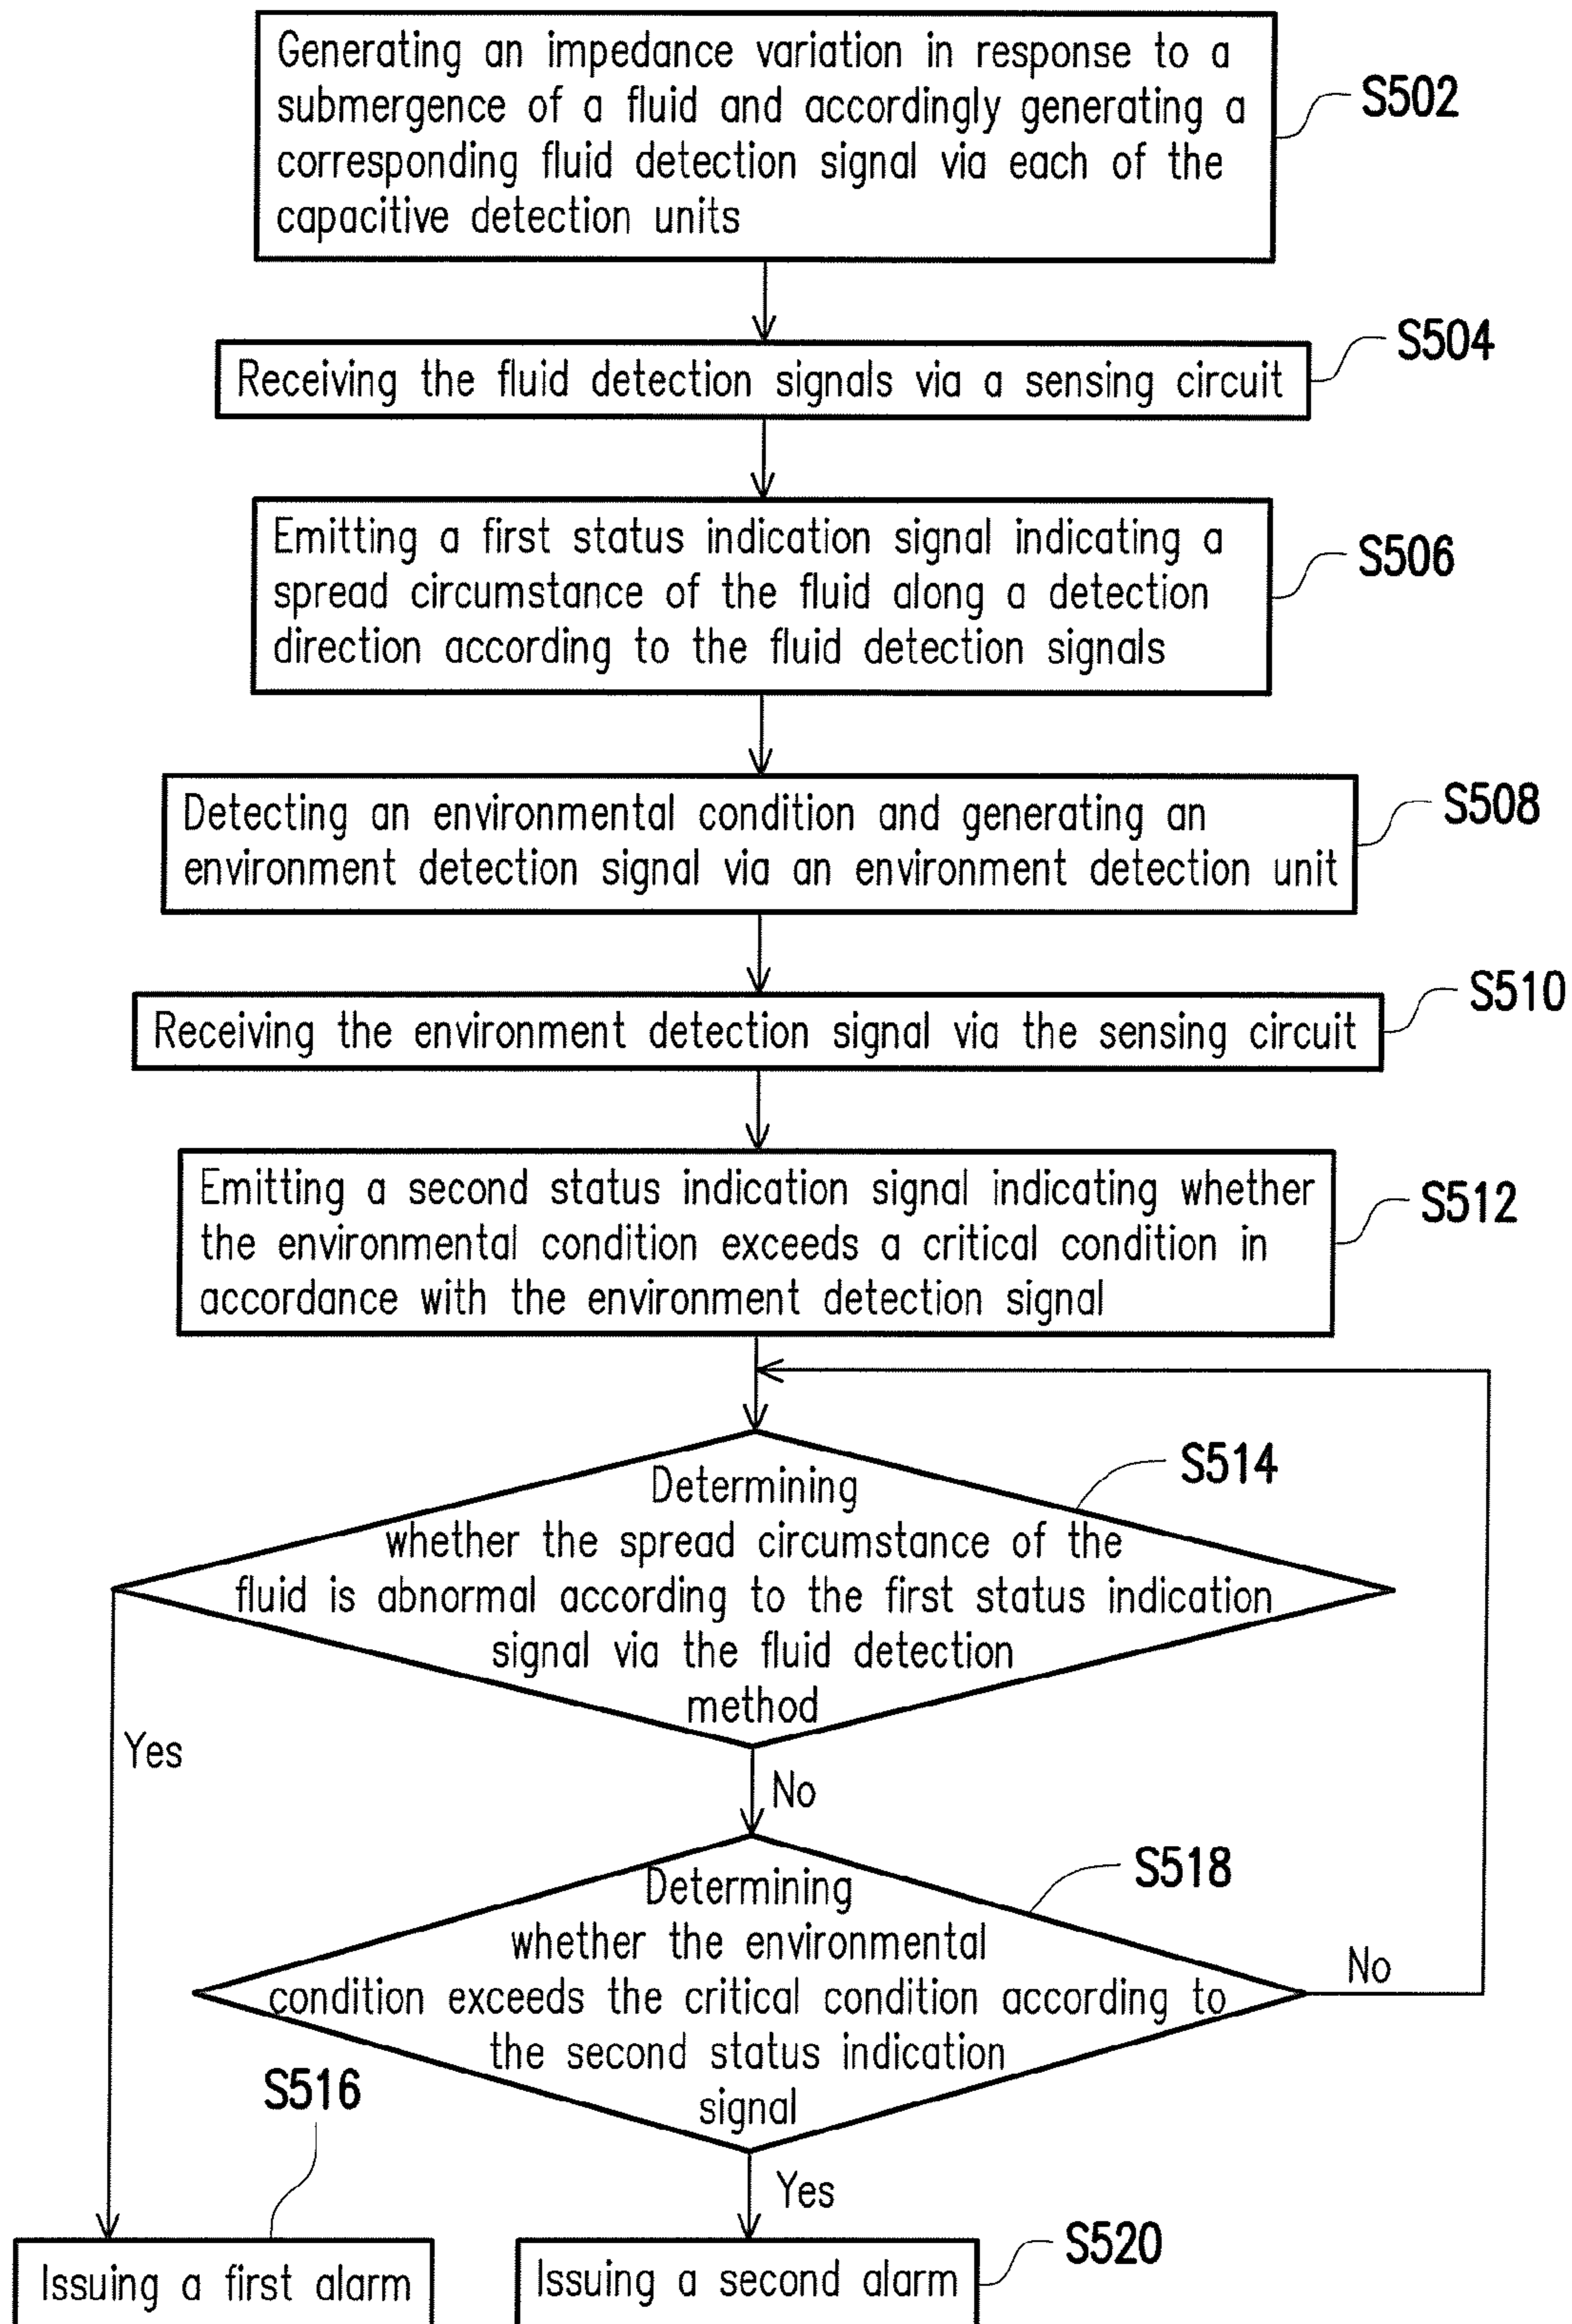 Generating an impedance variation in response to a
submergence of a fluid and accordingly generating a
corresponding fluid detection signal via each of the
capacitive detection units
S502
Receiving the fluid detection signals via a sensing circuit
S504
Emitting a first status indication signal indicating a
spread circumstance of the fluid along a detection
direction according to the fluid detection signals
S506
Detecting an environmental condition and generating an
environment detection signal via an environment detection unit
S508
Receiving the environment detection signal via the sensing circuit
S510
Emitting a second status indication signal indicating whether
the environmental condition exceeds a critical condition in
accordance with the environment detection signal
S512
Determining
whether the spread circumstance of the
fluid is abnormal according to the first status indication
signal via the fluid detection
method
S514
Yes
No
Determining
whether the environmental
condition exceeds the critical condition according to
the second status indication
signal
S518
No
Yes
S516
Issuing a first alarm
Issuing a second alarm
S520